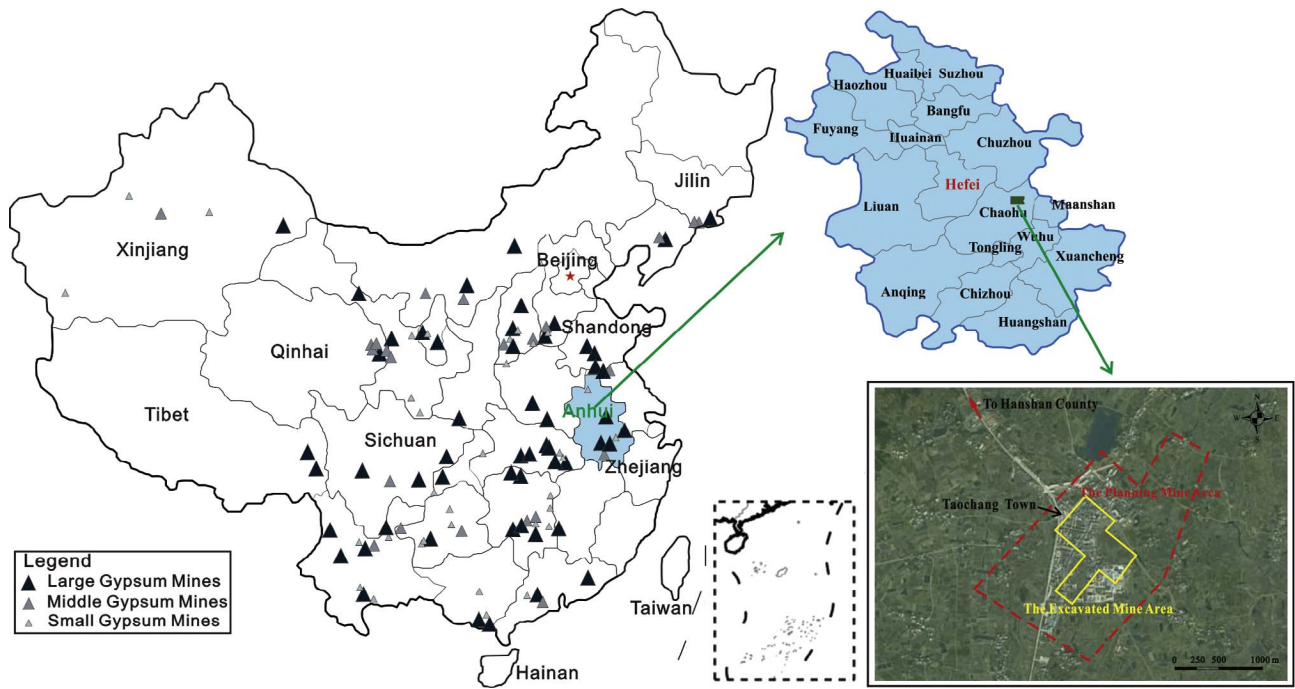 Jilin
Xinjiang
Beijing
Shandong
Qinhai
Tibet
Anhui
Sichuan
Zhejiang
Taiwan
Hainan
Legend
Large Gypsum Mines
Middle Gypsum Mines
Small Gypsum Mines
Huaibei Suzhou
Haozhou
Bangfu
Fuyang
Huainan
Chuzhou
Hefei
Liuan
Chaohu
Maanshan
Wuhu
Tongling
Xuancheng
Anqing
Chizhou
Huangshan
To Hanshan County
N
W E
S
The Planning Mine Area
Taochang Town
The Excavated Mine Area
0 250 500 1000 m